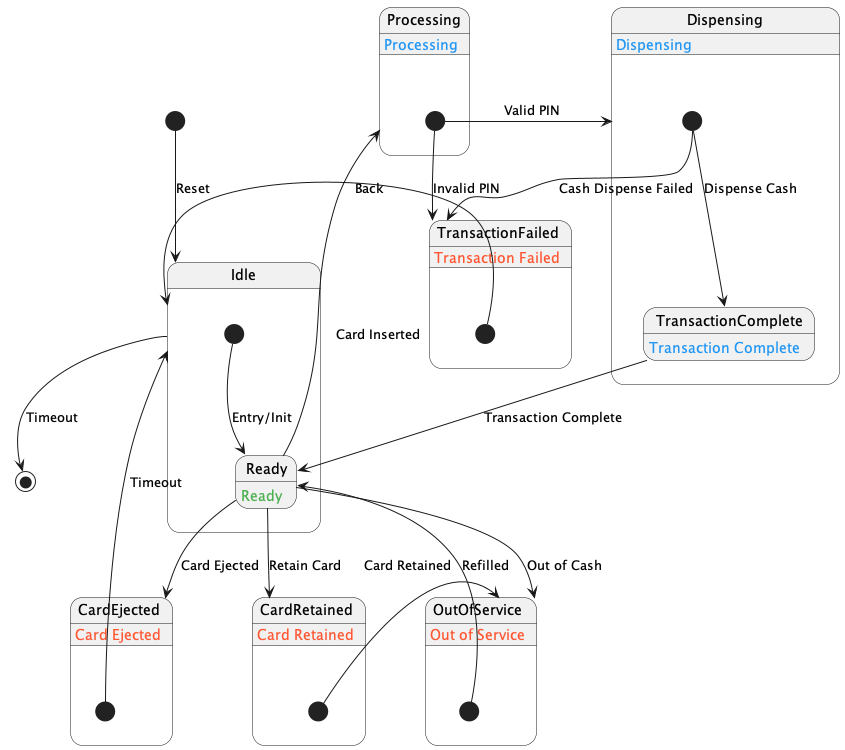 Processing
Dispensing
Processing
Dispensing
Valid PIN
Reset
Back
Invalid PIN
Cash Dispense Failed
Dispense Cash
TransactionFailed
Transaction Failed
Idle
TransactionComplete
Transaction Complete
Card Inserted
Timeout
Entry/Init
Transaction Complete
Ready
Ready
Timeout
Card Ejected
Retain Card
Card Retained
Refilled
Out of Cash
CardEjected
CardRetained
OutOfService
Card Ejected
Card Retained
Out of Service